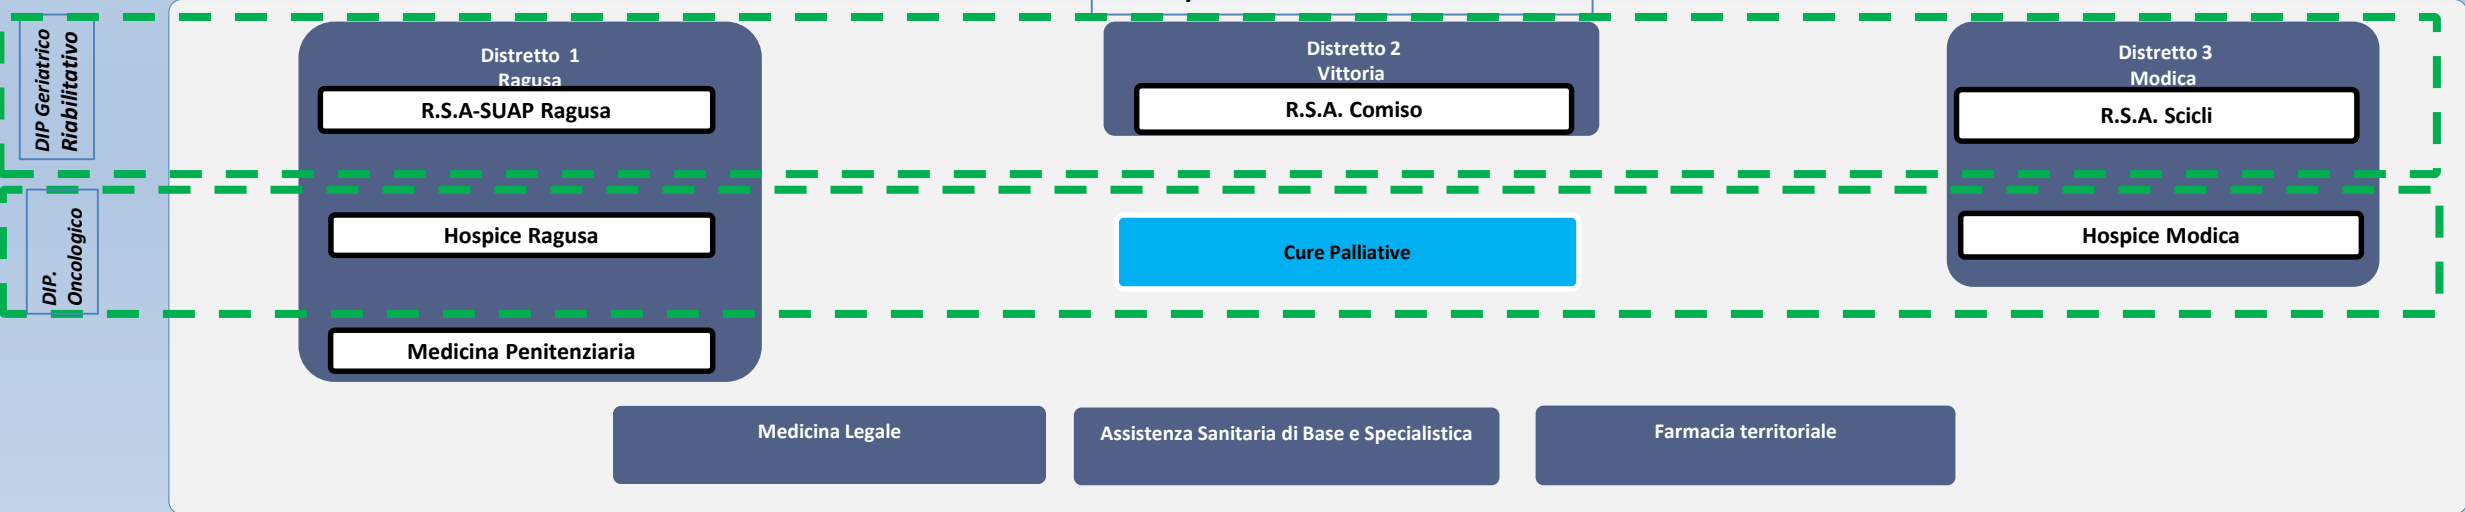 DIP Geriatrico
Riabilitativo
Distretto 1
Ragusa
R.S.A-SUAP Ragusa
Distretto 2
Vittoria
R.S.A. Comiso
Distretto 3
Modica
R.S.A. Scicli
DIP.
Oncologico
Hospice Ragusa
Cure Palliative
Hospice Modica
Medicina Penitenziaria
Medicina Legale
Assistenza Sanitaria di Base e Specialistica
Farmacia territoriale